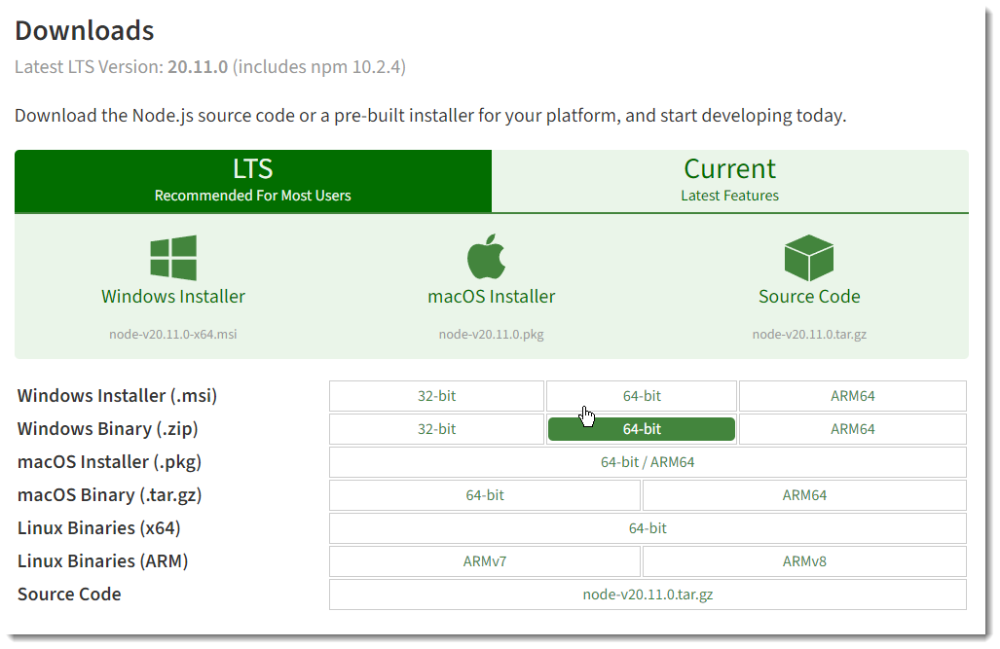 Downloads
Latest LTS Version: 20.11.0 (includes npm 10.2.4)
Download the Node.js source code or a pre-built installer for your platform, and start developing today.
LTS
Recommended For Most Users
Current
Latest Features
Windows Installer
node-v20.11.0-x64.msi
macOS Installer
node-v20.11.0.pkg
Source Code
node-v20.11.0.tar.gz
Windows Installer (.msi) 32-bit 64-bit ARM64
Windows Binary (.zip) 32-bit 64-bit ARM64
macOS Installer (.pkg) 64-bit / ARM64
macOS Binary (.tar.gz) 64-bit ARM64
Linux Binaries (x64) 64-bit
Linux Binaries (ARM) ARMv7 ARMv8
Source Code node-v20.11.0.tar.gz